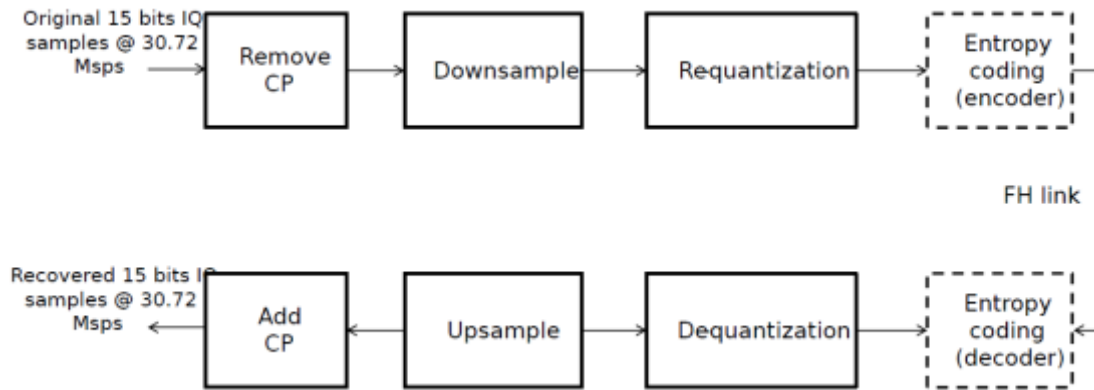 Original 15 bits IQ
samples @ 30.72
Msps
Remove
CP
Downsample
Requantization
Entropy
coding
(encoder)
FH link
Recovered 15 bits IQ
samples @ 30.72
Msps
Add
CP
Upsample
Dequantization
Entropy
coding
(decoder)